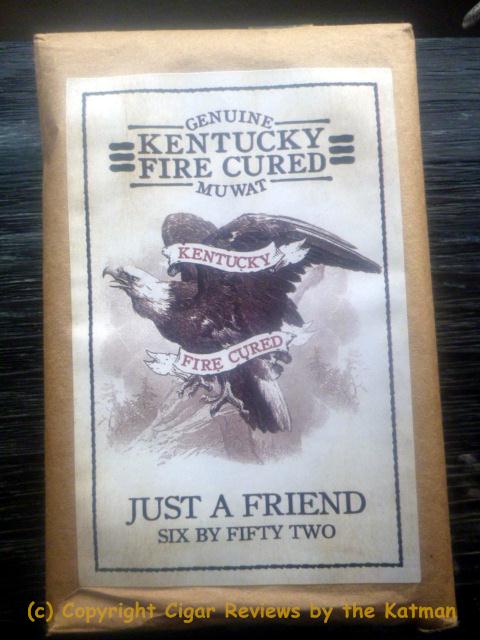 GENUINE
KENTUCKY
FIRE CURED
MUWAT
KENTUCKY
FIRE CURED
JUST A FRIEND
SIX BY FIFTY TWO
(c) Copyright Cigar Reviews by the Katman